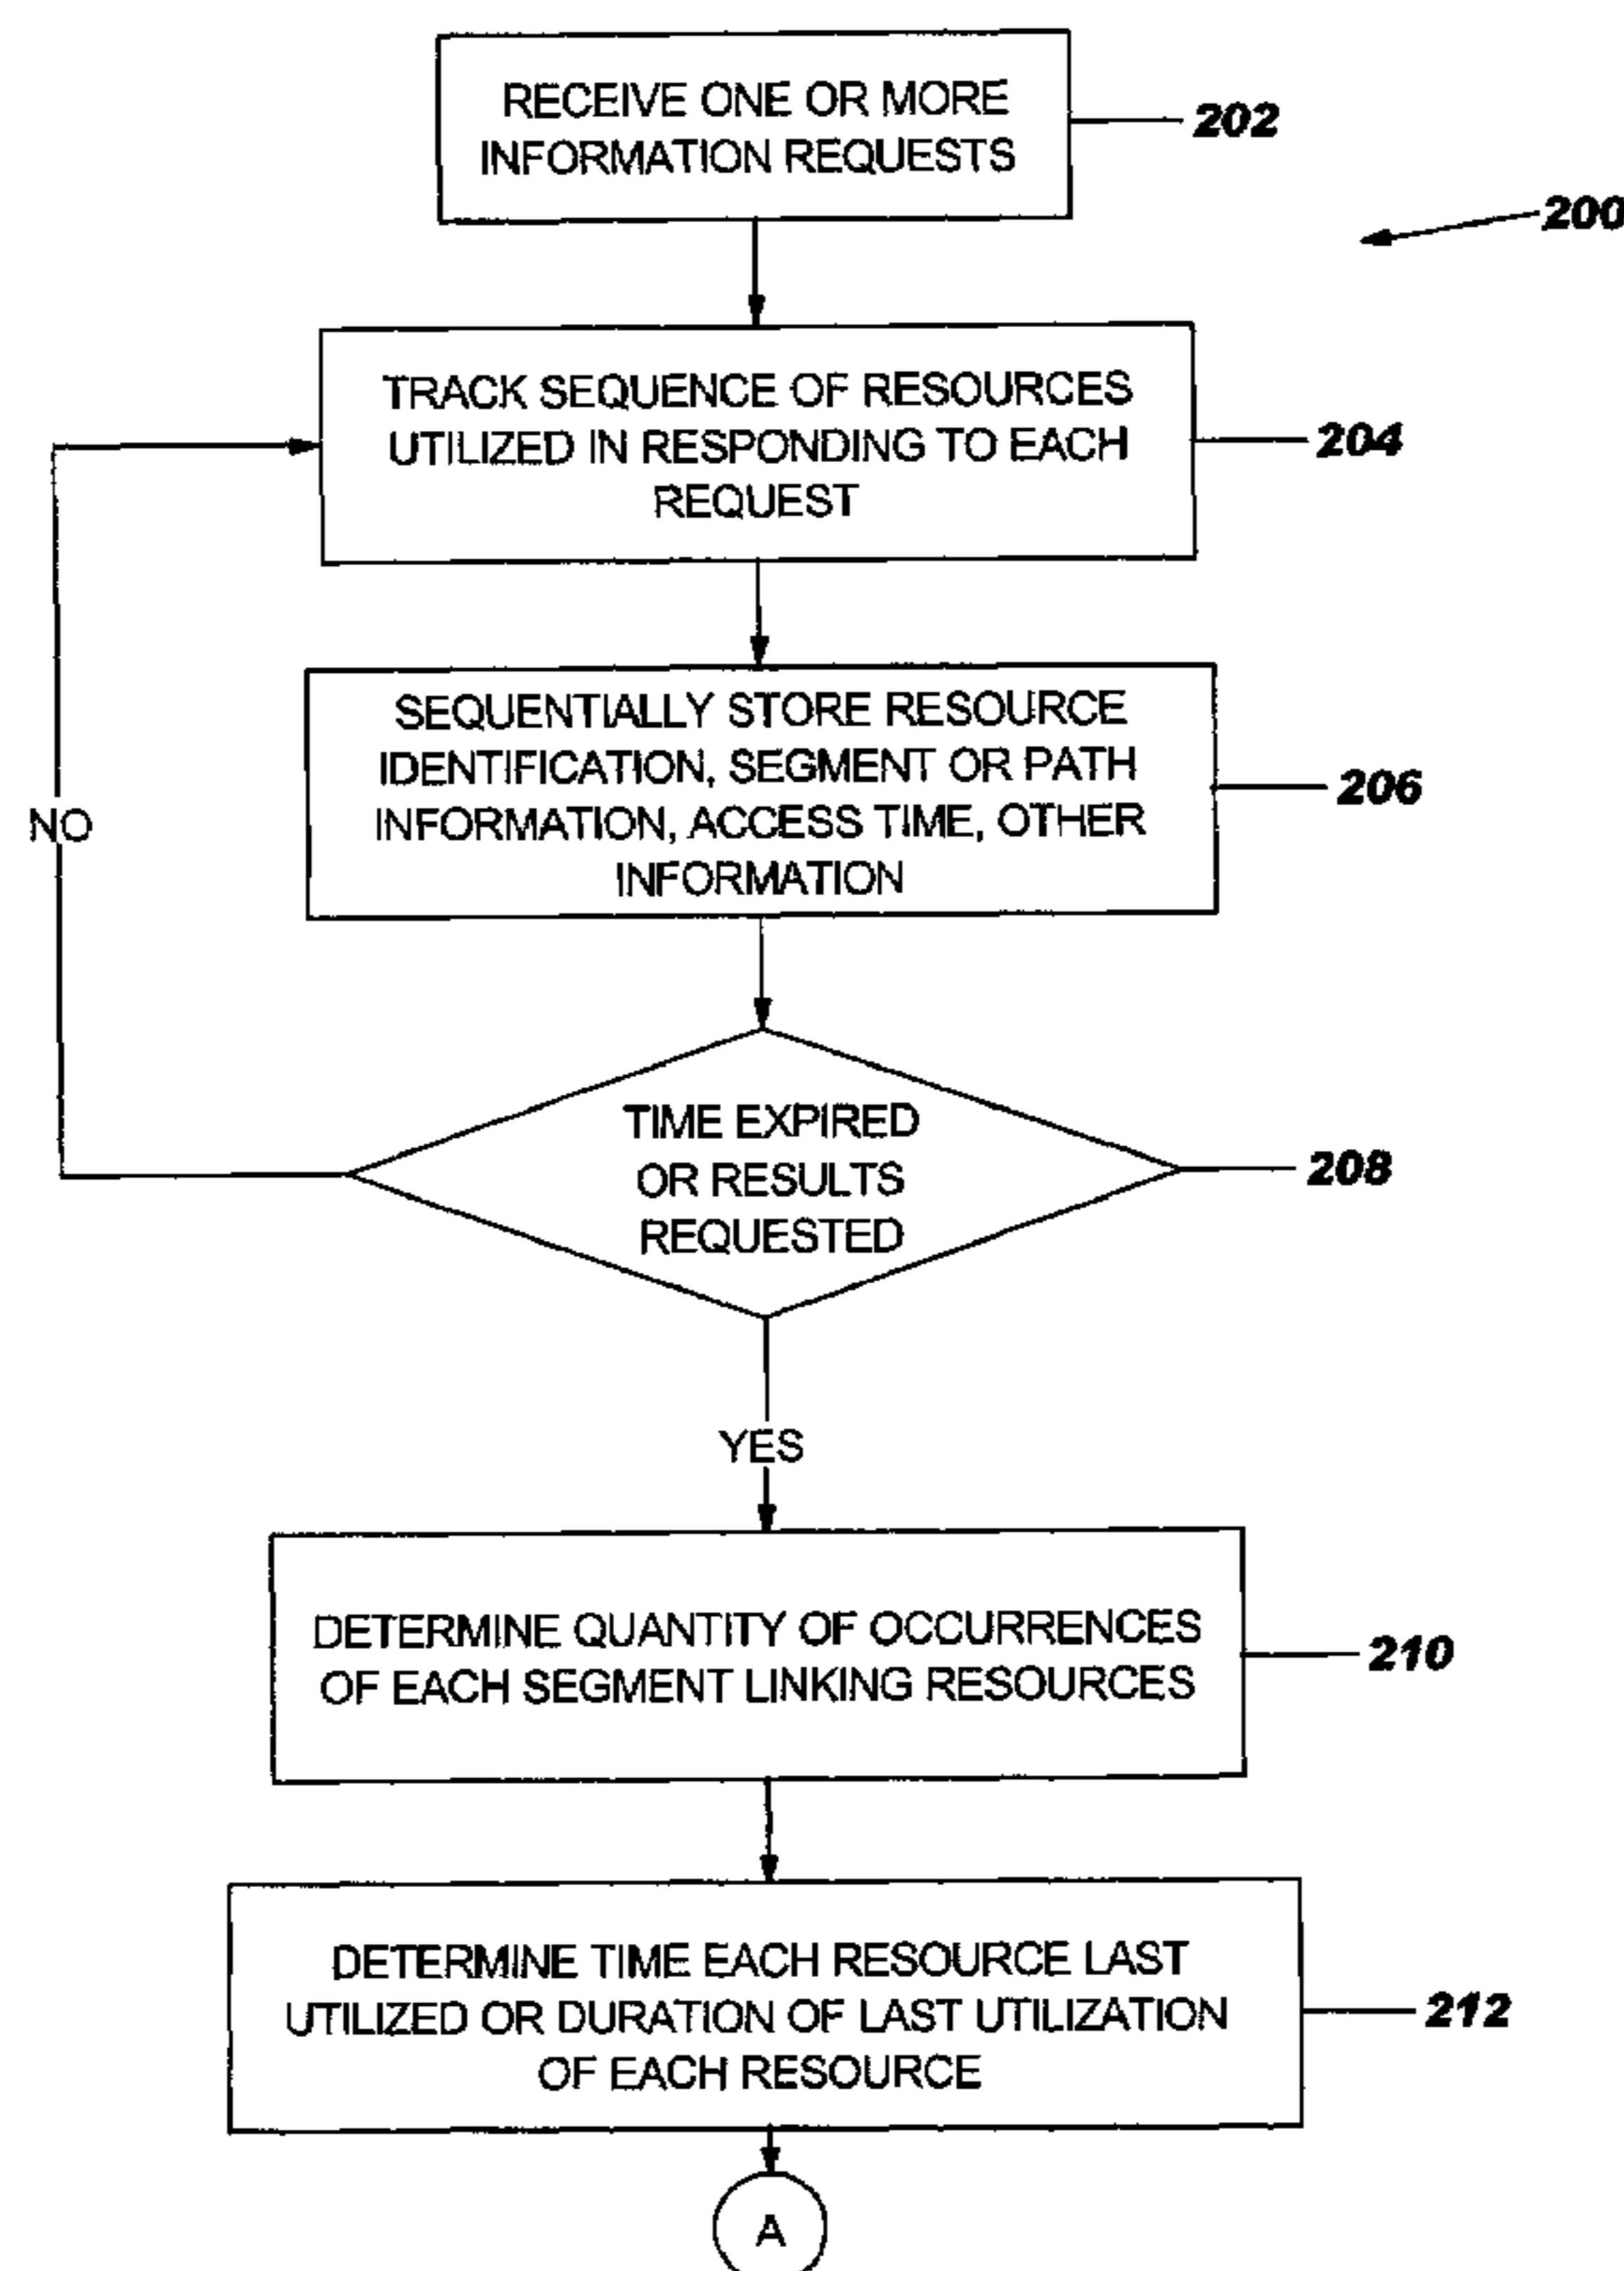 RECEIVE ONE OR MORE
INFORMATION REQUESTS
202
200
TRACK SEQUENCE OF RESOURCES
UTILIZED IN RESPONDING TO EACH
REQUEST
204
SEQUENTIALLY STORE RESOURCE
IDENTIFICATION, SEGMENT OR PATH
INFORMATION, ACCESS TIME, OTHER
INFORMATION
206
NO
TIME EXPIRED
OR RESULTS
REQUESTED
208
YES
DETERMINE QUANTITY OF OCCURRENCES
OF EACH SEGMENT LINKING RESOURCES
210
DETERMINE TIME EACH RESOURCE LAST
UTILIZED OR DURATION OF LAST UTILIZATION
OF EACH RESOURCE
212
A